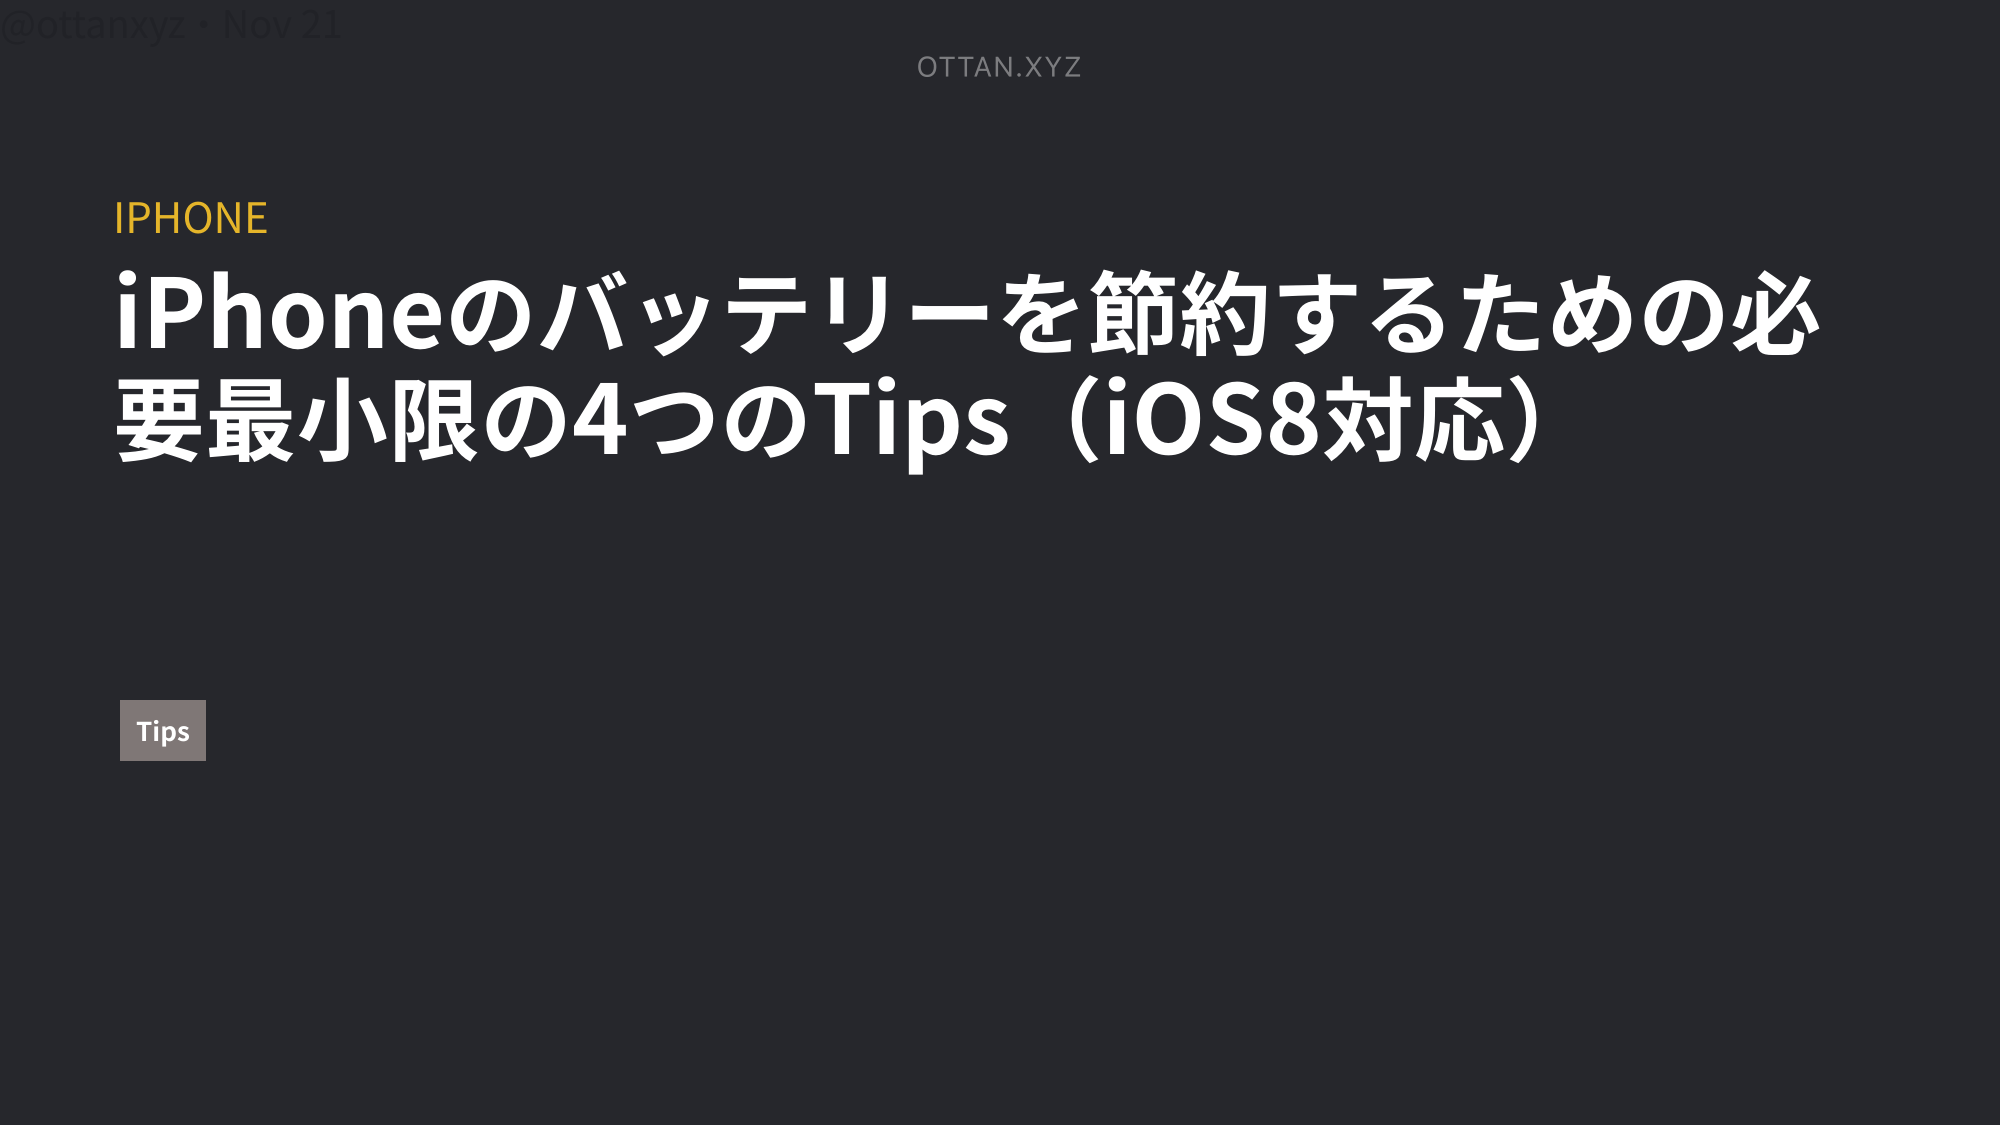 @ottanxyz・Nov 21
OTTAN.XYZ
IPHONE
iPhoneのバッテリーを節約するための必
要最小限の4つのTips（iOS8対応）
Tips